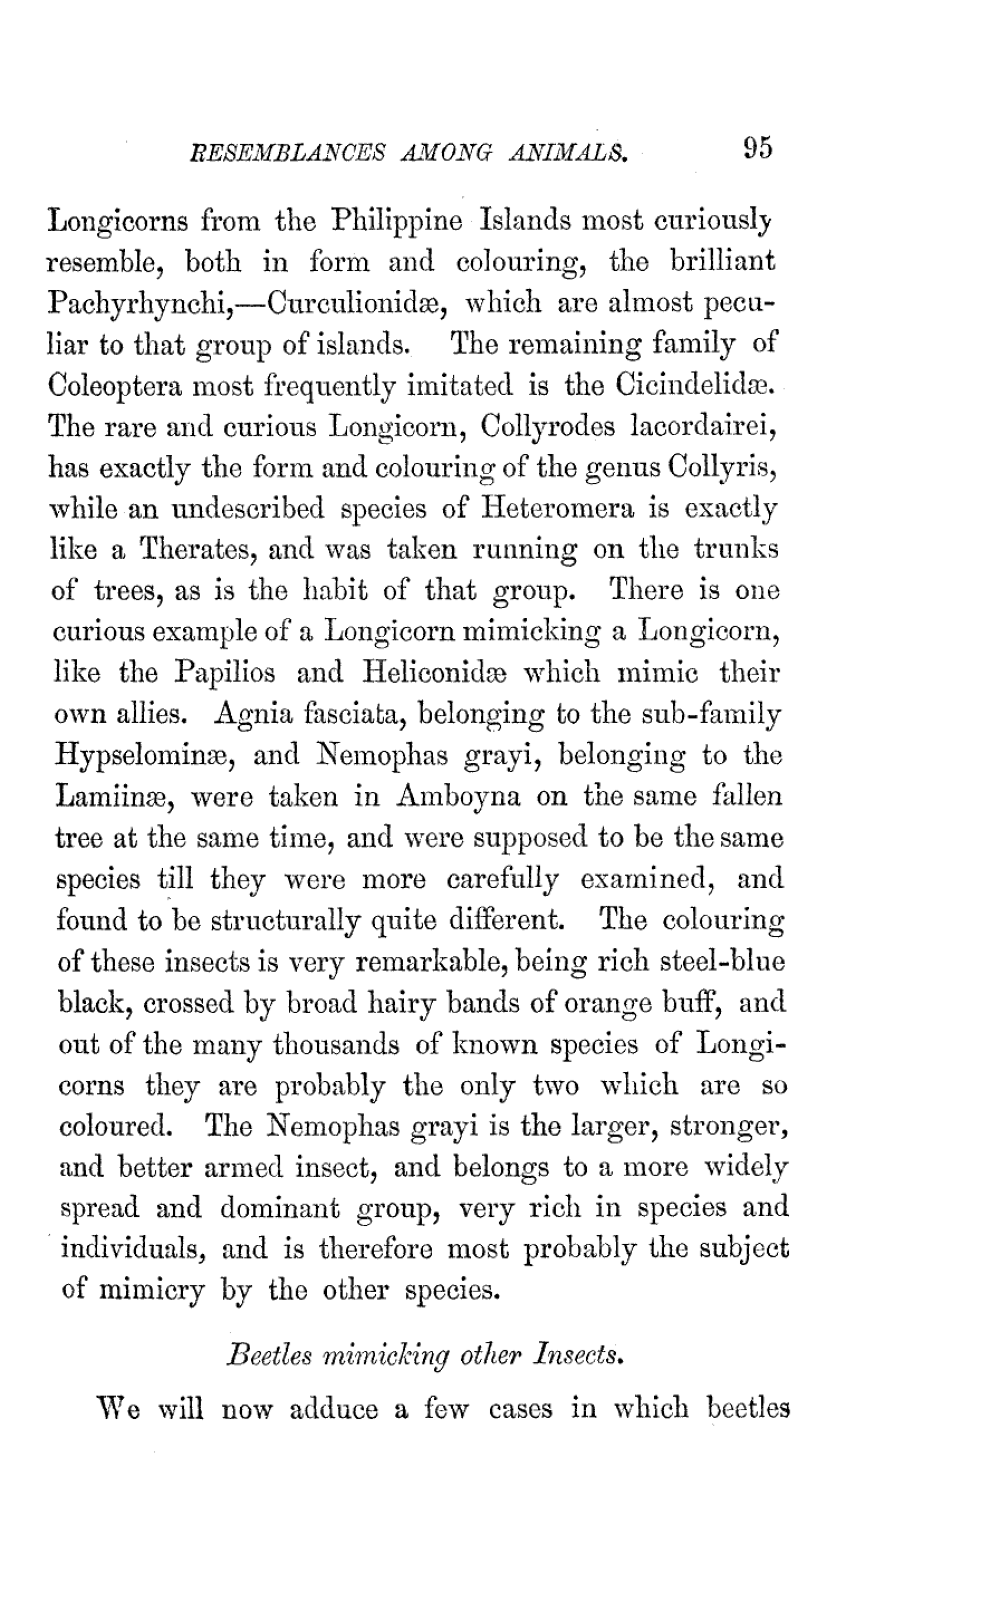 RESEMBLANCES AMONG ANIMALS. 95
Longicorns from the Philippine Islands most curiously
resemble, both in form and colouring, the brilliant
Pachyrhynchi,—Curculionidæ, which are almost pecu-
liar to that group of islands. The remaining family of
Coleoptera most frequently imitated is the Cicindelidæ.
The rare and curious Longicorn, Collyrodes lacordairei,
has exactly the form and colouring of the genus Collyris,
while an undescribed species of Heteromera is exactly
like a Therates, and was taken running on the trunks
of trees, as is the habit of that group. There is one
curious example of a Longicorn mimicking a Longicorn,
like the Papilios and Heliconidæ which mimic their
own allies. Agnia fasciata, belonging to the sub-family
Hypselominæ, and Nemophas grayi, belonging to the
Lamiinæ, were taken in Amboyna on the same fallen
tree at the same time, and were supposed to be the same
species till they were more carefully examined, and
found to be structurally quite different. The colouring
of these insects is very remarkable, being rich steel-blue
black, crossed by broad hairy bands of orange buff, and
out of the many thousands of known species of Longi-
corns they are probably the only two which are so
coloured. The Nemophas grayi is the larger, stronger,
and better armed insect, and belongs to a more widely
spread and dominant group, very rich in species and
individuals, and is therefore most probably the subject
of mimicry by the other species.
Beetles mimicking other Insects.
We will now adduce a few cases in which beetles